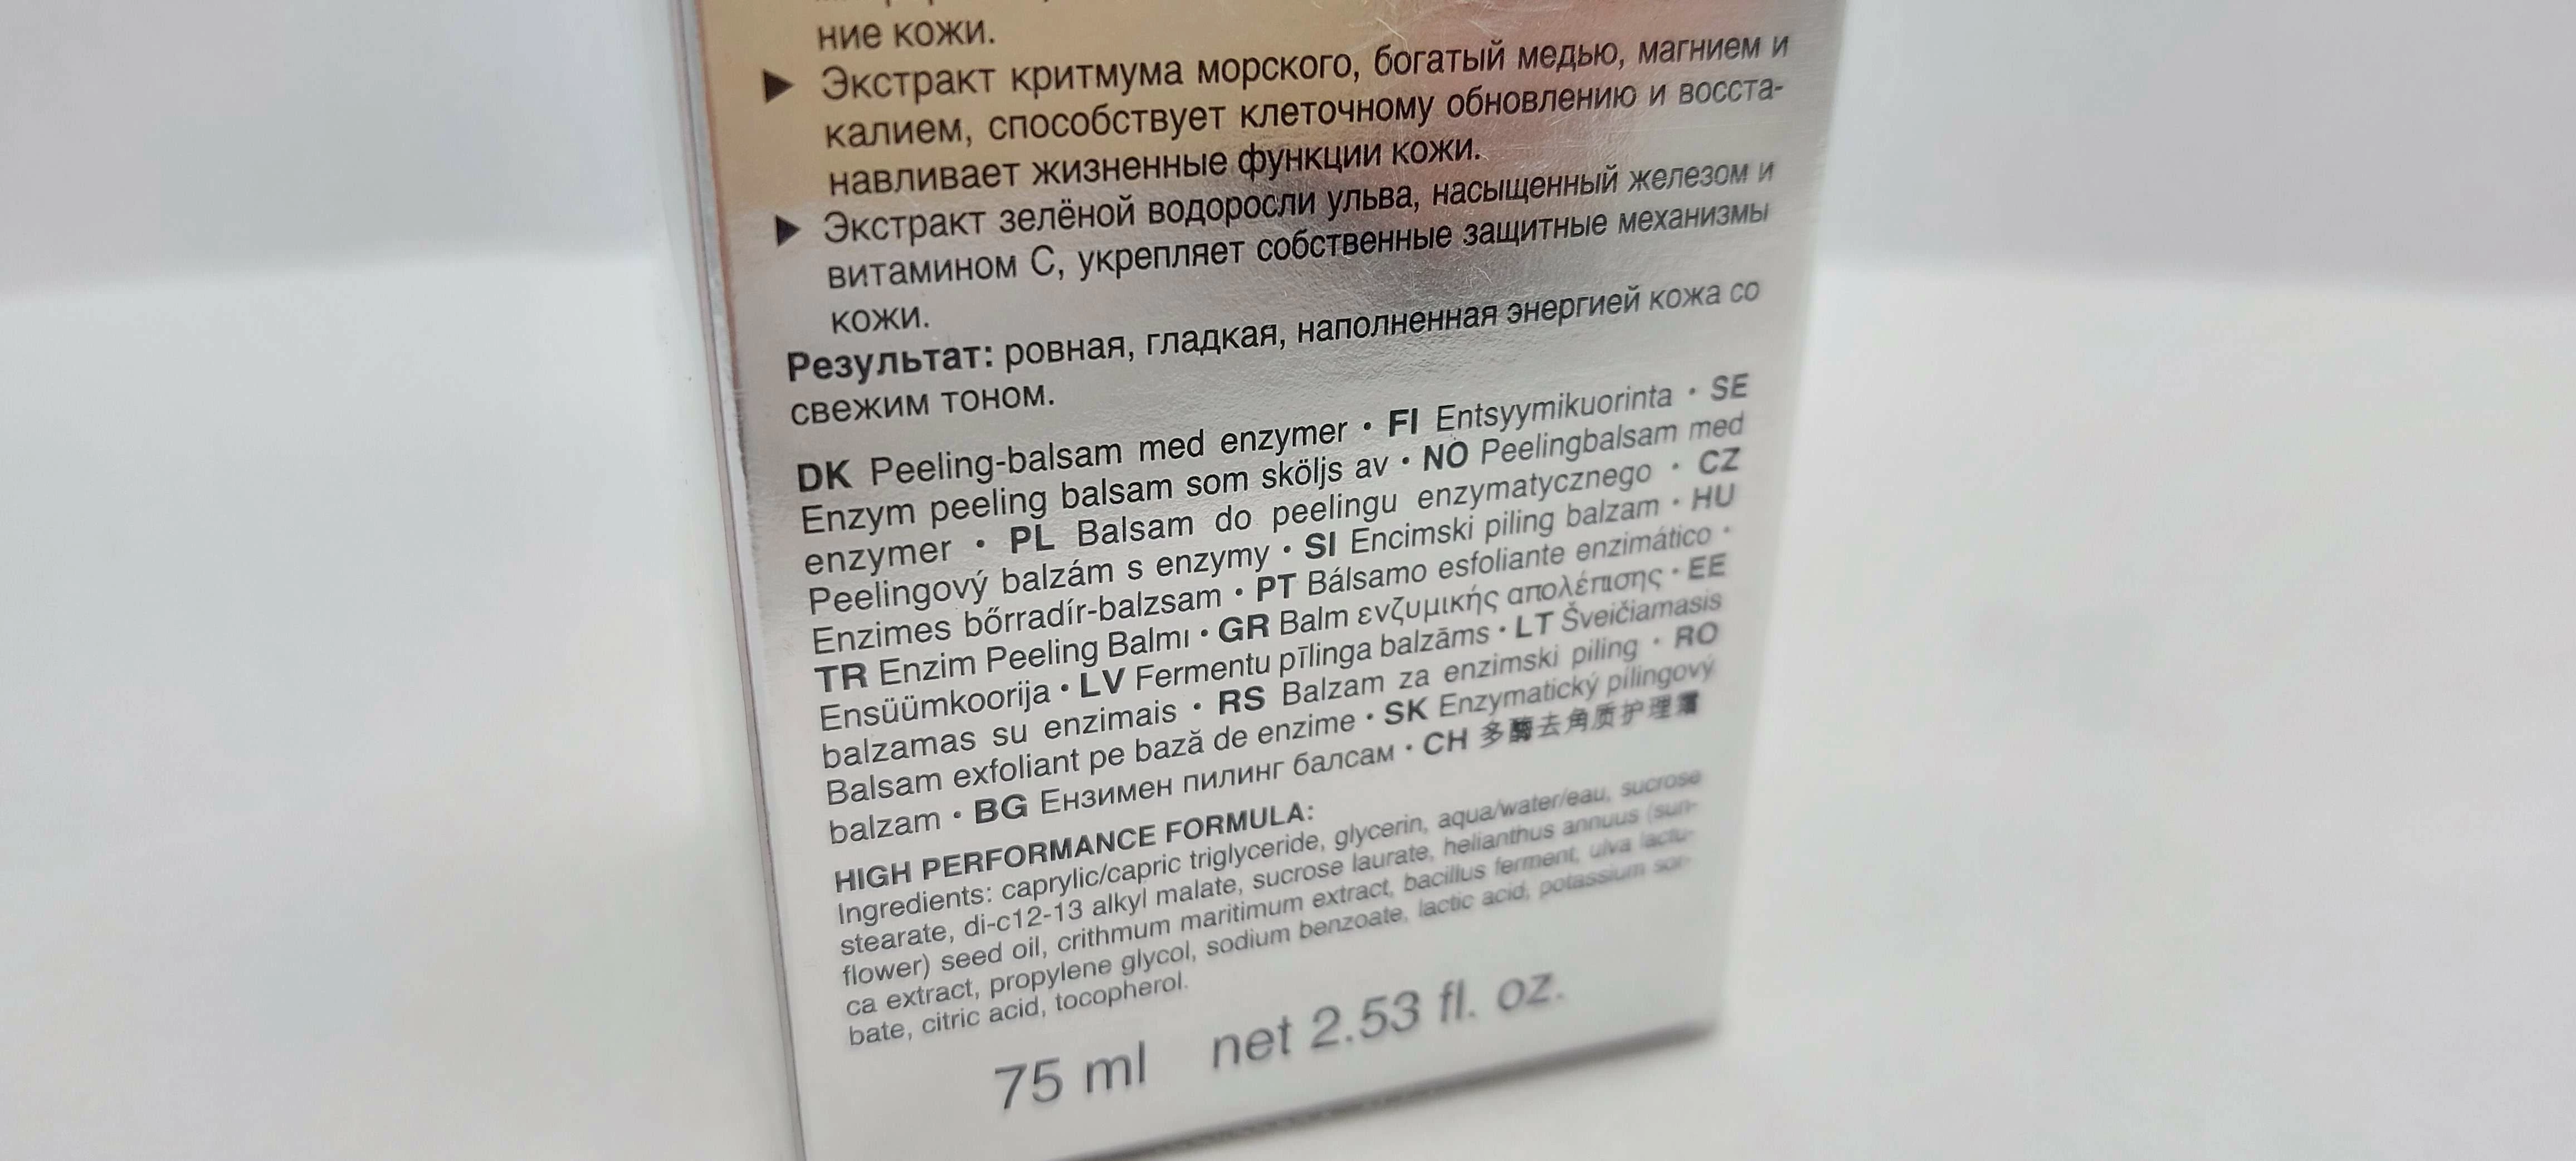 ние кожи.
▶ Экстракт критмума морского, богатый медью, магнием и
калием, способствует клеточному обновлению и восста-
навливает жизненные функции кожи.
▶ Экстракт зелёной водоросли ульва, насыщенный железом и
витамином С, укрепляет собственные защитные механизмы
кожи.
Результат: ровная, гладкая, наполненная энергией кожа со
свежим тоном.
DK Peeling-balsam med enzymer • FI Entsyymikuorinta • SE
Enzym peeling balsam som sköljs av • NO Peelingbalsam med
enzymer • PL Balsam do peelingu enzymatycznego • CZ
Peelingový balzám s enzymy • SI Encimski piling balzam • HU
Enzimes bőrradír-balzsam • PT Bálsamo esfoliante enzimático •
TR Enzim Peeling Balmı • GR Balm ενζυμικής απολέπισης • EE
Ensüümkoorija • LV Fermentu pīlinga balzāms • LT Šveičiamasis
balzamas su enzimais • RS Balzam za enzimski piling • RO
Balsam exfoliant pe bază de enzime • SK Enzymatický pílingový
balzam • BG Ензимен пилинг балсам • CH 多酶去角质护理霜
HIGH PERFORMANCE FORMULA:
Ingredients: caprylic/capric triglyceride, glycerin, aqua/water/eau, sucrose
stearate, di-c12-13 alkyl malate, sucrose laurate, helianthus annuus (sun-
flower) seed oil, crithmum maritimum extract, bacillus ferment, ulva lactu-
ca extract, propylene glycol, sodium benzoate, lactic acid, potassium sor-
bate, citric acid, tocopherol.
75 ml net 2.53 fl. oz.